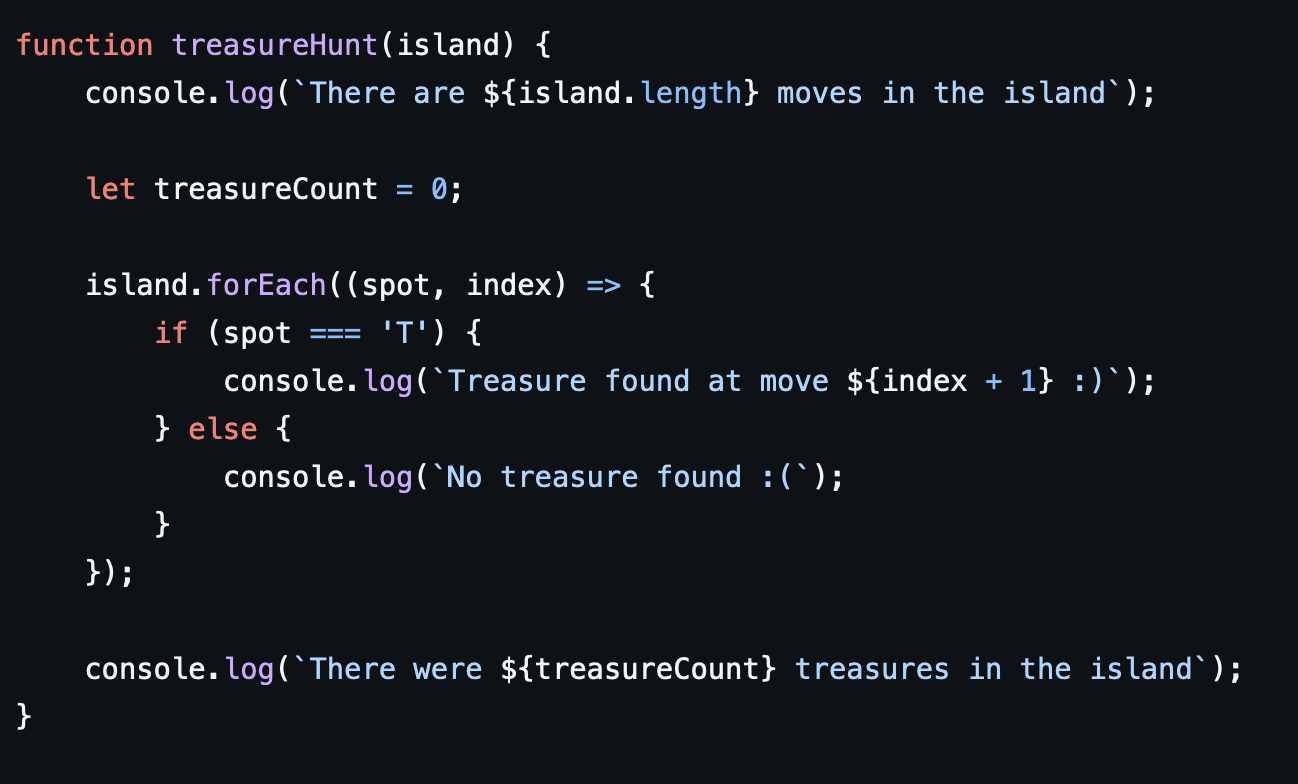 function treasureHunt(island) {
    console.log(`There are ${island.length} moves in the island`);

    let treasureCount = 0;

    island.forEach((spot, index) => {
        if (spot === 'T') {
            console.log(`Treasure found at move ${index + 1} :)`);
        } else {
            console.log(`No treasure found :(`);
        }
    });

    console.log(`There were ${treasureCount} treasures in the island`);
}